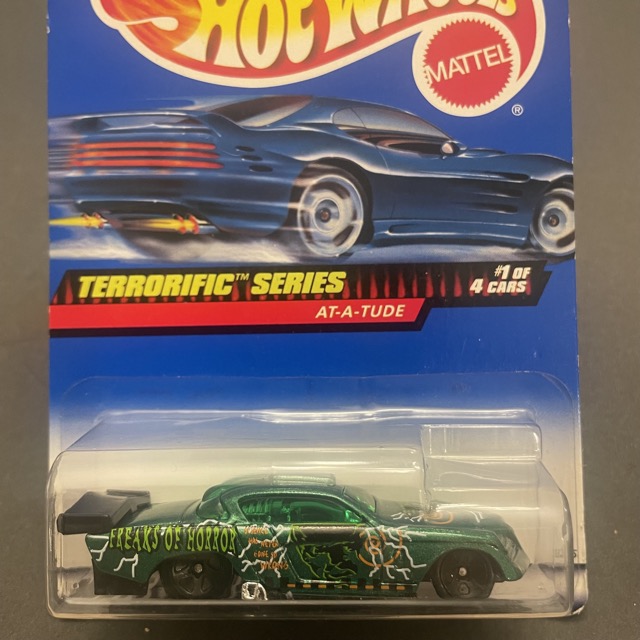 HOT WHEELS
MATTEL
®
TERRORIFIC™ SERIES
#1 OF
4 CARS
AT-A-TUDE
FREAKS OF HORROR